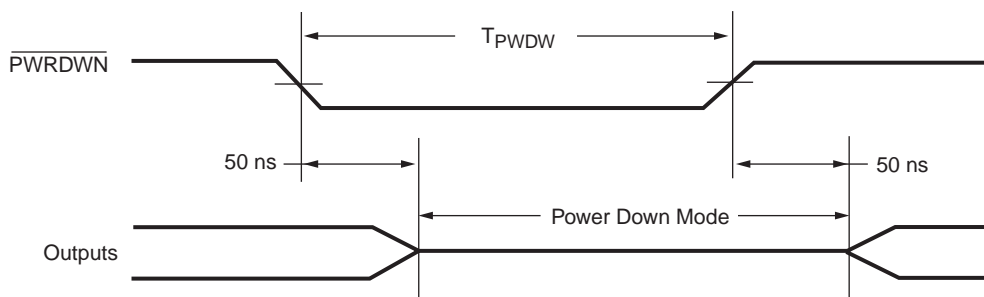 TPWDW
PWRDWN
50 ns
50 ns
Power Down Mode
Outputs